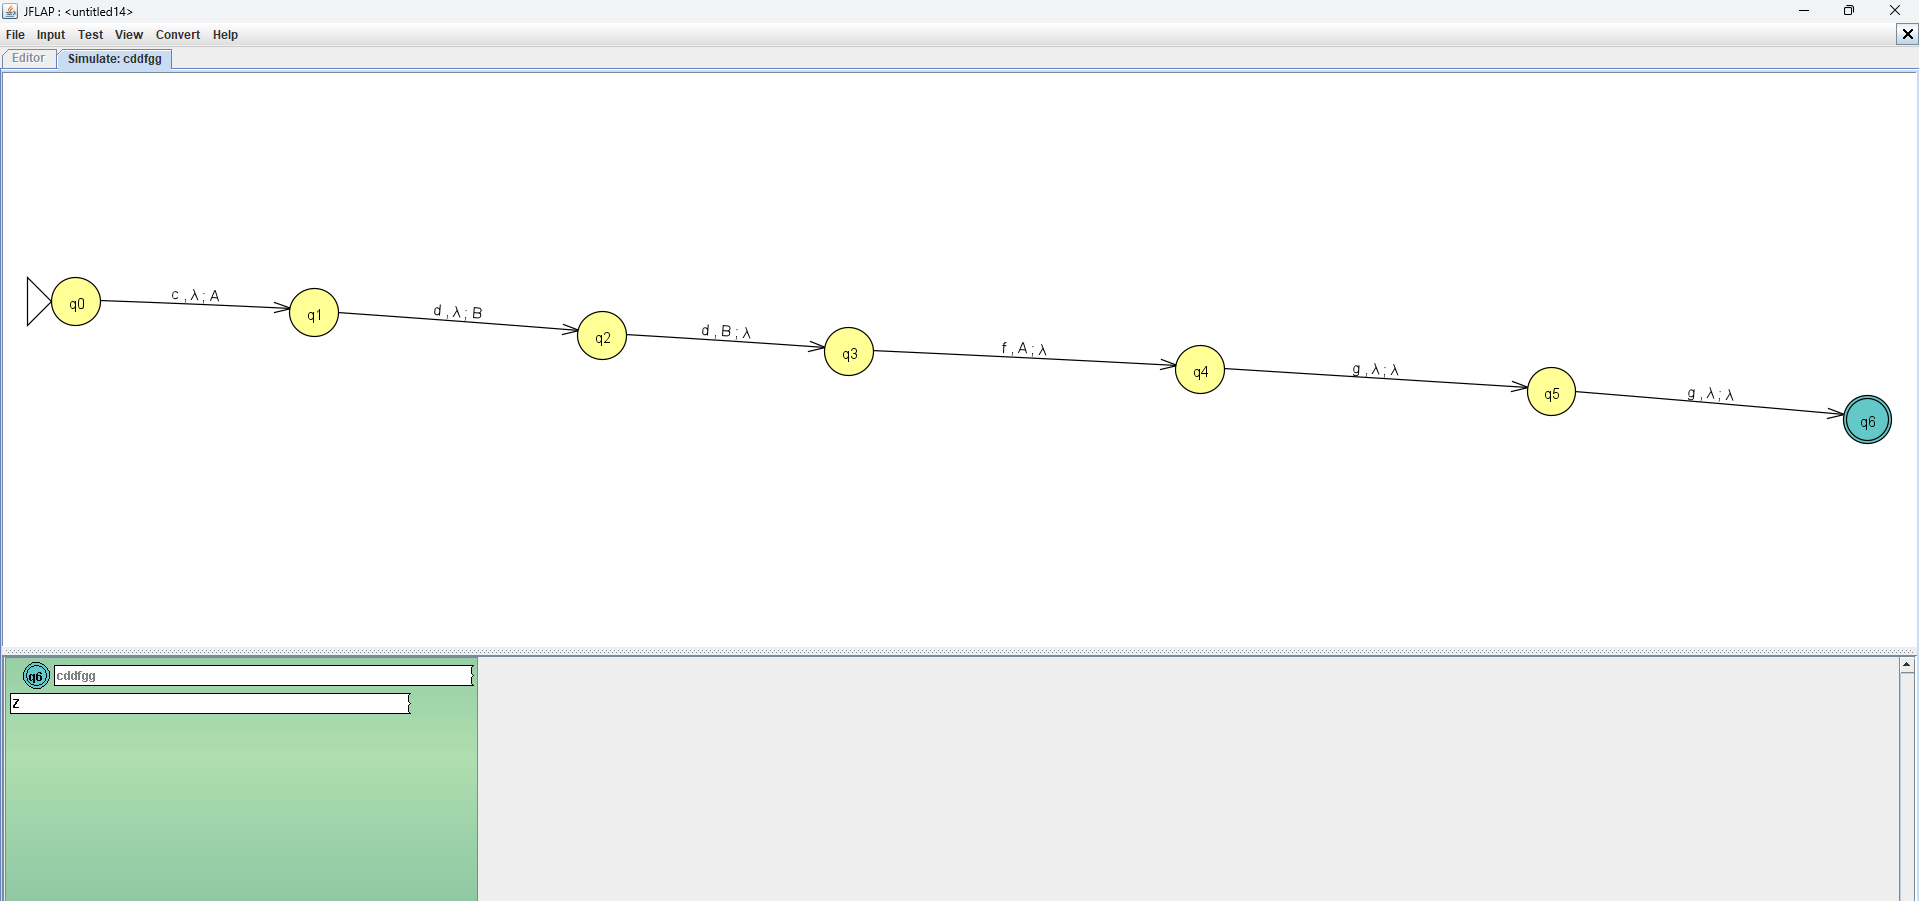 JFLAP : <untitled14>
File Input Test View Convert Help
Editor Simulate: cddfgg
q0
c , λ ; A
q1
d , λ ; B
q2
d , B ; λ
q3
f , A ; λ
q4
g , λ ; λ
q5
g , λ ; λ
q6
q6 cddfgg
Z